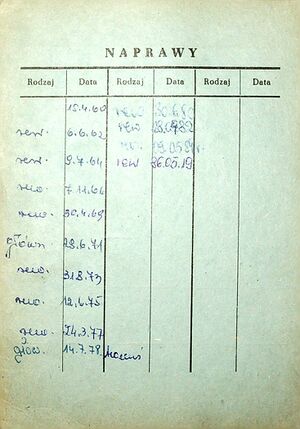 NAPRAWY
Rodzaj Data Rodzaj Data Rodzaj Data
15.4.60 rew
rew. 6.6.62 rew
rew. 9.7.64 rew
rew. 7.11.66
rew. 30.4.69
główn 28.6.71
rew. 31.8.73
rew. 12.6.75
rew. 24.3.77
głów. 14.7.78.